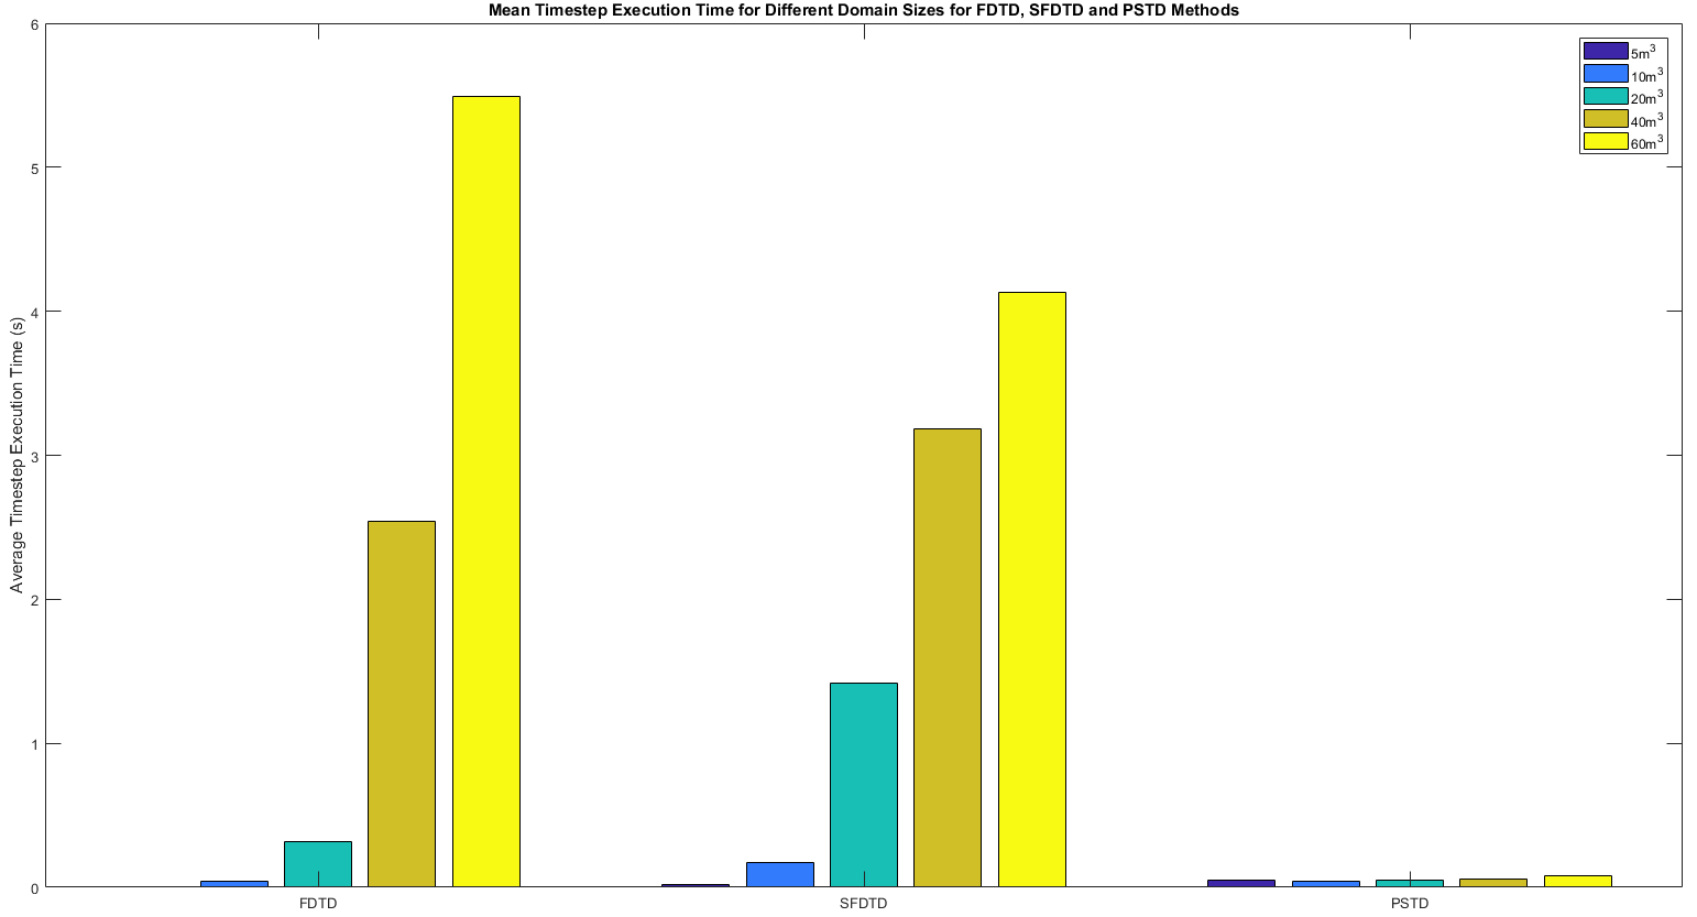 Mean Timestep Execution Time for Different Domain Sizes for FDTD, SFDTD and PSTD Methods
6
5
4
3
2
1
0
Average Timestep Execution Time (s)
5m³
10m³
20m³
40m³
60m³
FDTD
SFDTD
PSTD